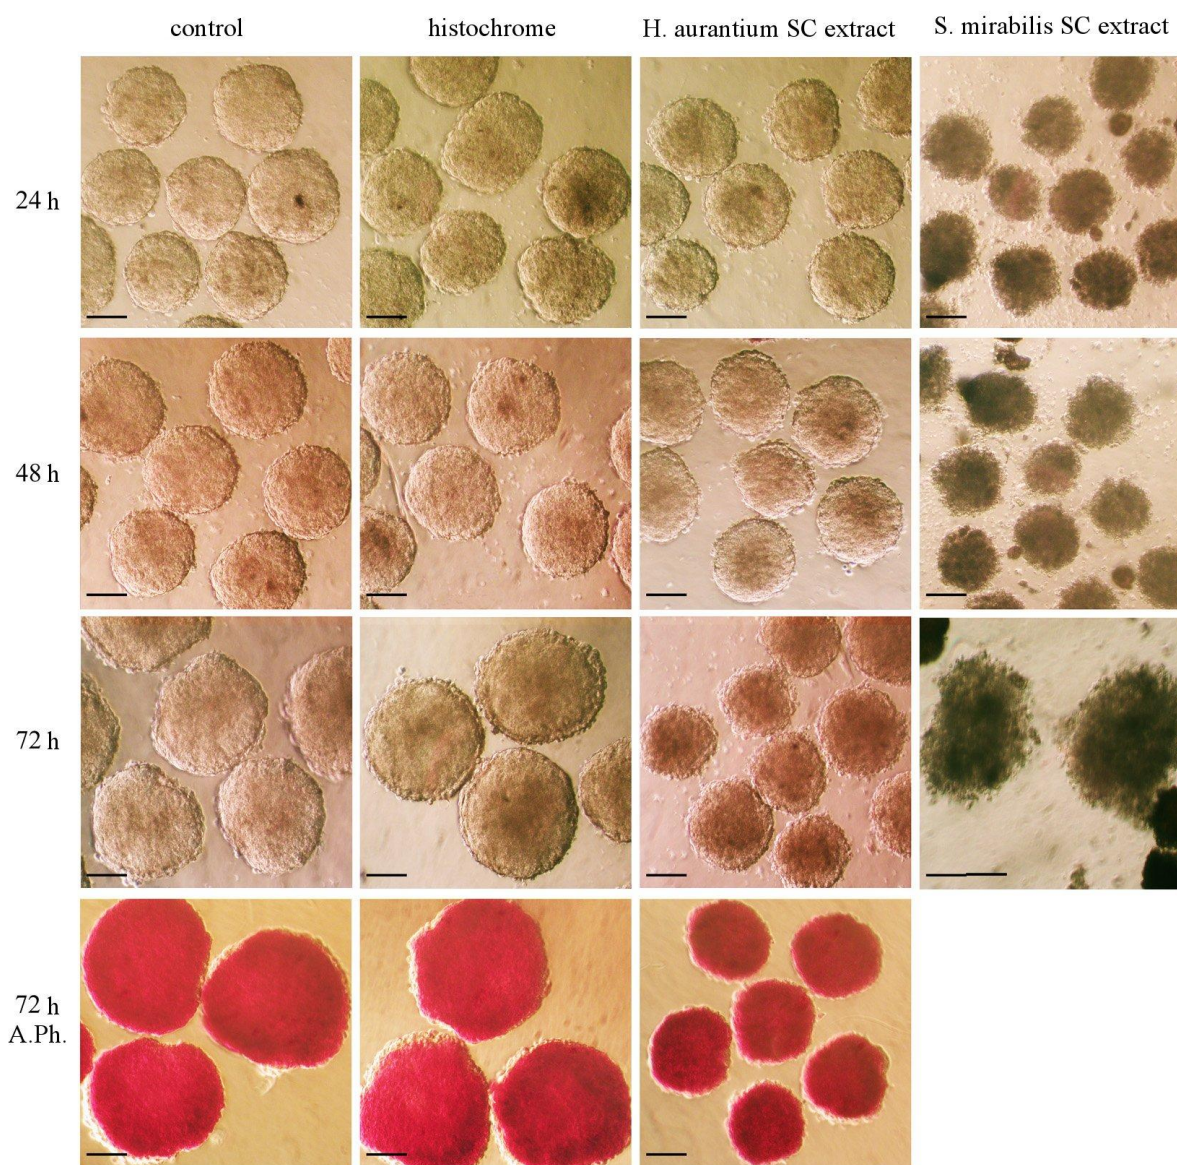 control histochrome H. aurantium SC extract S. mirabilis SC extract
24 h
48 h
72 h
72 h
A.Ph.